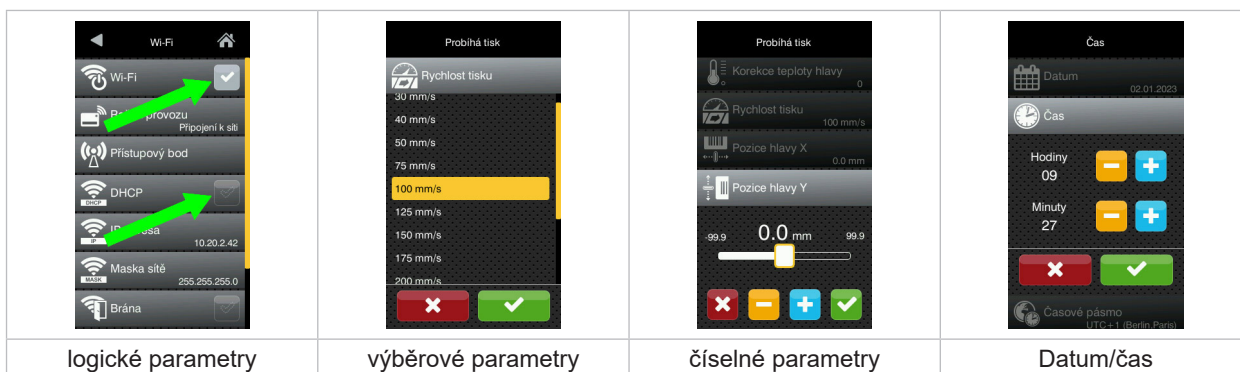 Wi-Fi
Wi-Fi
provozu
Připojení k síti
Přístupový bod
DHCP
DHCP
IP
10.20.2.42
Maska sítě
MASK
255.255.255.0
Brána
logické parametry
Probíhá tisk
Rychlost tisku
30 mm/s
40 mm/s
50 mm/s
75 mm/s
100 mm/s
125 mm/s
150 mm/s
175 mm/s
200 mm/s
výběrové parametry
Probíhá tisk
Korekce teploty hlavy
0
Rychlost tisku
100 mm/s
Pozice hlavy X
0.0 mm
Pozice hlavy Y
-99.9 0.0 mm 99.9
číselné parametry
Čas
Datum
02.01.2023
Čas
Hodiny
09
Minuty
27
Časové pásmo
UTC+1 (Berlin,Paris)
Datum/čas